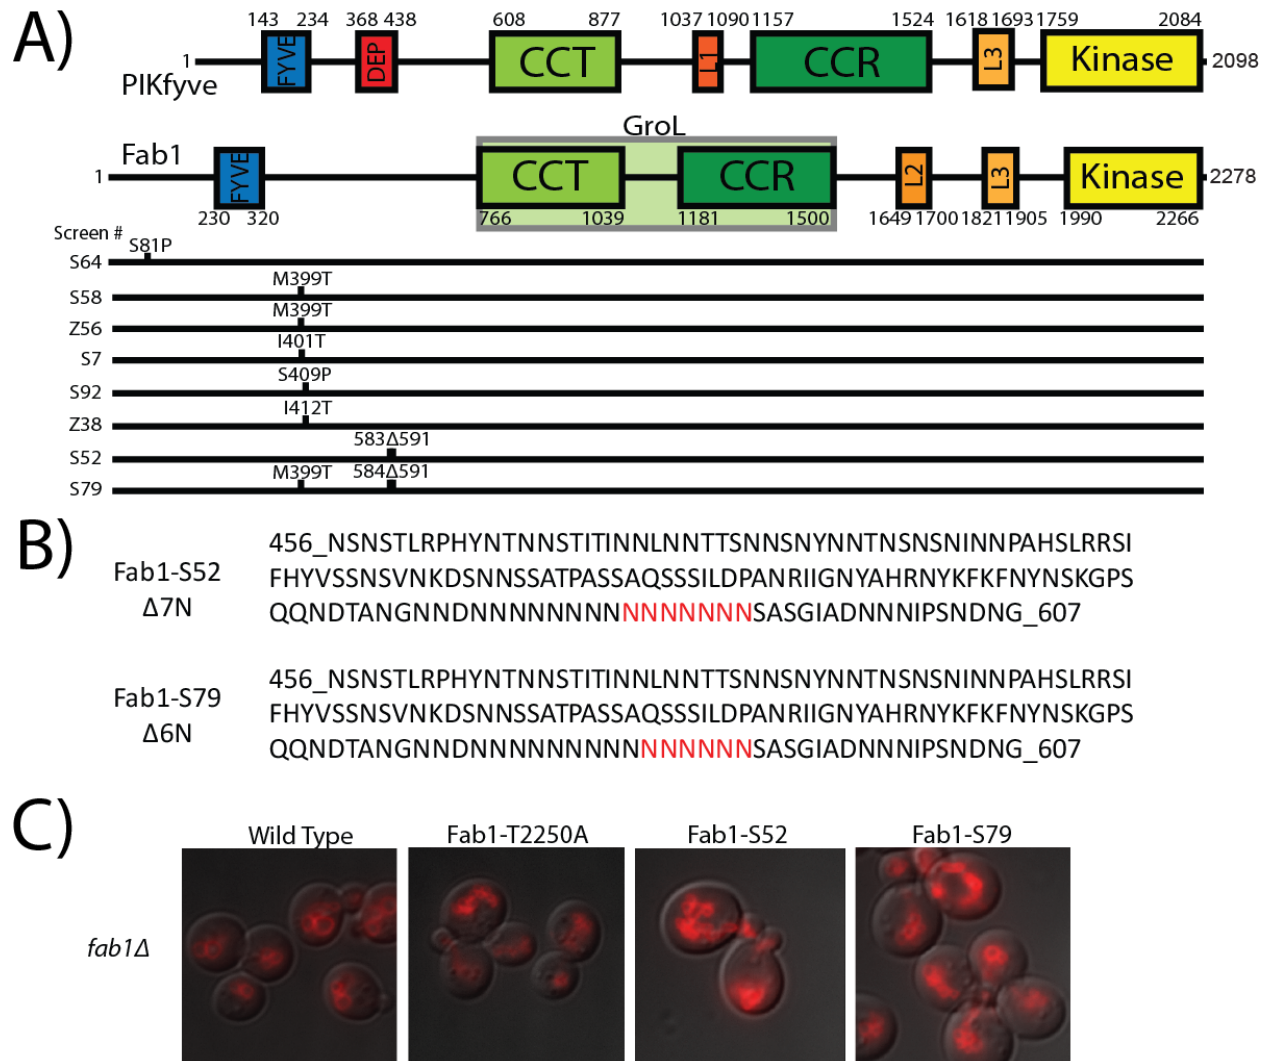 A)
143 234 368 438 608 877 1037 1090 1157 1524 1618 1693 1759 2084
1 FYVE DEP CCT L1 CCR L3 Kinase 2098
PIKfyve
GroL
Fab1
1 FYVE CCT CCR L2 L3 Kinase 2278
230 320 766 1039 1181 1500 1649 1700 1821 1905 1990 2266
Screen #
S81P
S64
M399T
S58
M399T
Z56
I401T
S7
S409P
S92
I412T
Z38
583Δ591
S52
M399T 584Δ591
S79
B)
Fab1-S52
Δ7N
456_NSNSTLRPHYNTNNSTITINNLNNTTSNNSNYNNTNSNSNINNPAHSLRRSI
FHYVSSNSVNKDSNNSSATPASSAQSSSILDPANRIIGNYAHRNYKFKFNYNSKGPS
QQNDTANGNNDNNNNNNNNNNNNNNNSASGIADNNNIPSNDNG_607
Fab1-S79
Δ6N
456_NSNSTLRPHYNTNNSTITINNLNNTTSNNSNYNNTNSNSNINNPAHSLRRSI
FHYVSSNSVNKDSNNSSATPASSAQSSSILDPANRIIGNYAHRNYKFKFNYNSKGPS
QQNDTANGNNDNNNNNNNNNNNNNNNSASGIADNNNIPSNDNG_607
C)
Wild Type Fab1-T2250A Fab1-S52 Fab1-S79
fab1Δ